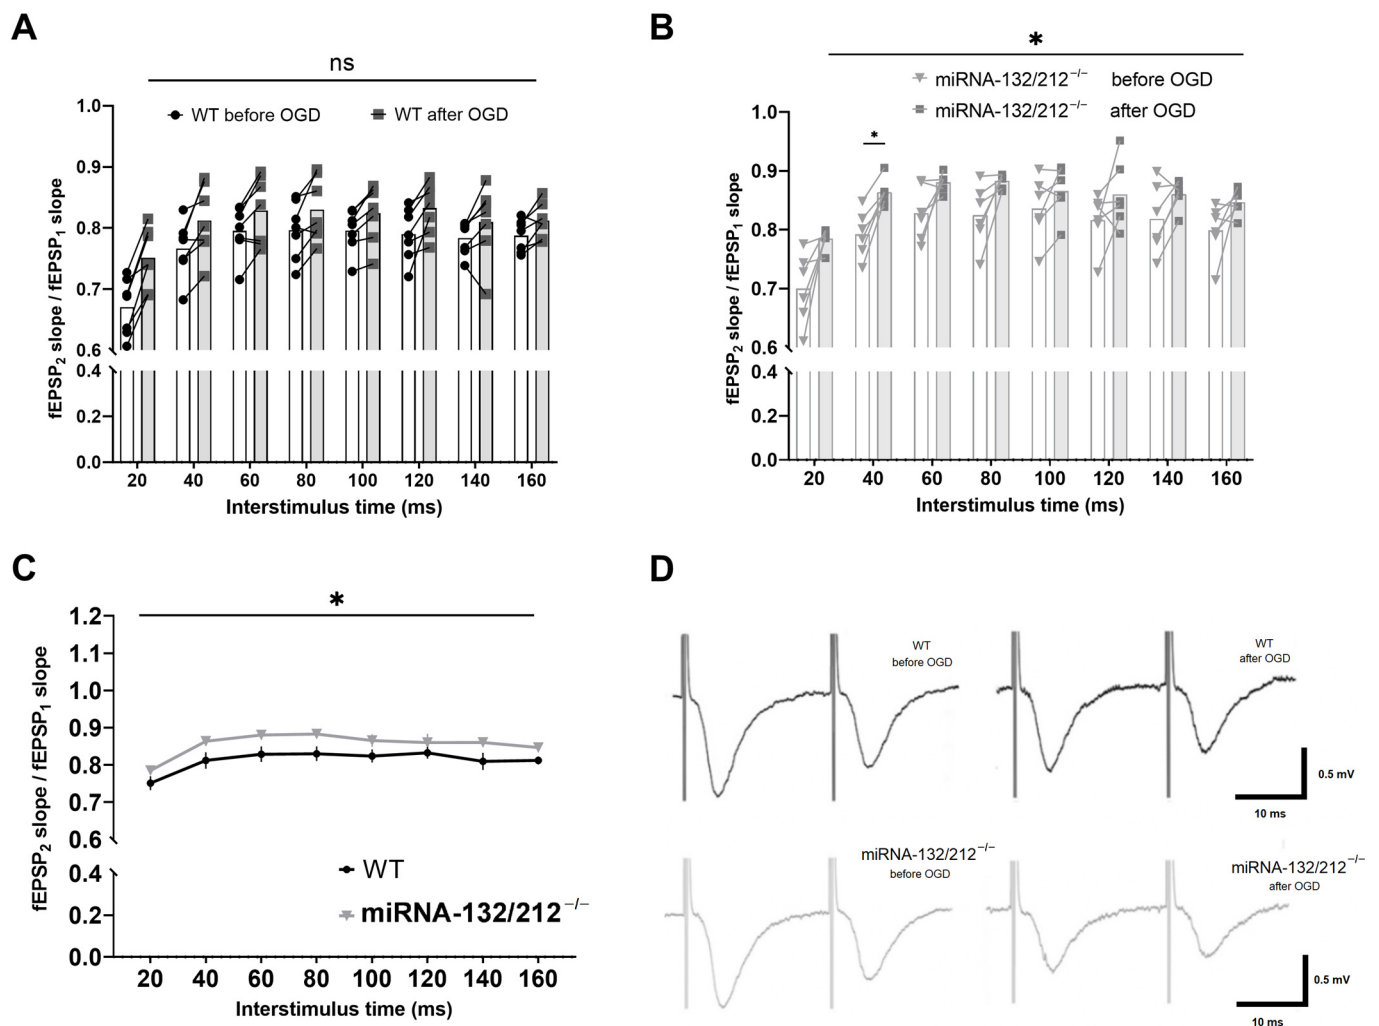 A
ns
WT before OGD
WT after OGD
1.0
0.9
0.8
0.7
0.6
0.4
0.2
0.0
fEPSP2 slope / fEPSP1 slope
20 40 60 80 100 120 140 160
Interstimulus time (ms)
B
*
miRNA-132/212−/− before OGD
miRNA-132/212−/− after OGD
*
1.0
0.9
0.8
0.7
0.6
0.4
0.2
0.0
fEPSP2 slope / fEPSP1 slope
20 40 60 80 100 120 140 160
Interstimulus time (ms)
C
*
1.2
1.1
1.0
0.9
0.8
0.7
0.6
0.4
0.2
0.0
fEPSP2 slope / fEPSP1 slope
WT
miRNA-132/212−/−
20 40 60 80 100 120 140 160
Interstimulus time (ms)
D
WT
before OGD
WT
after OGD
0.5 mV
10 ms
miRNA-132/212−/−
before OGD
miRNA-132/212−/−
after OGD
0.5 mV
10 ms